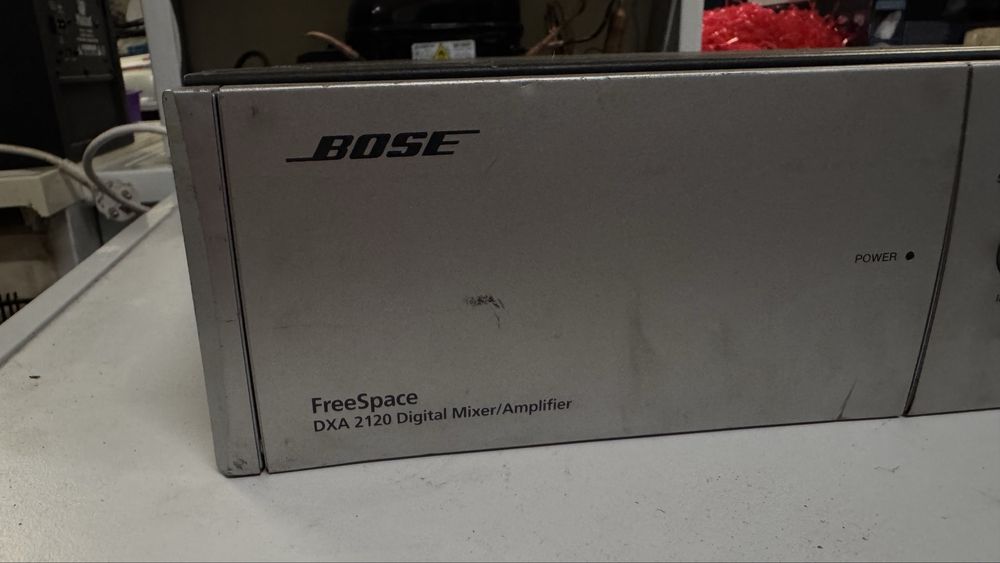 BOSE
POWER
FreeSpace
DXA 2120 Digital Mixer/Amplifier